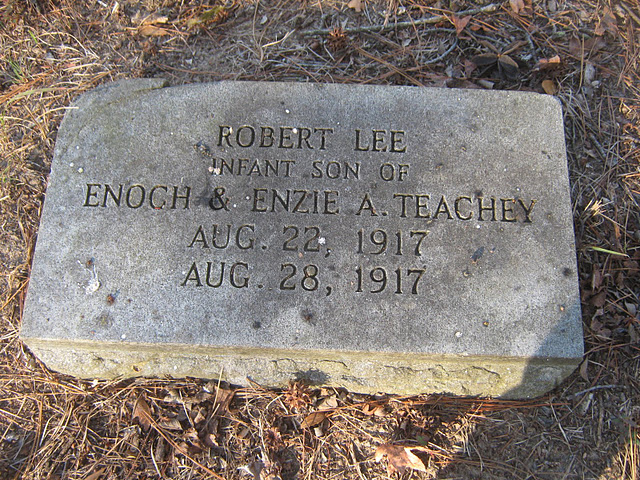 ROBERT LEE
INFANT SON OF
ENOCH & ENZIE A. TEACHEY
AUG. 22, 1917
AUG. 28, 1917